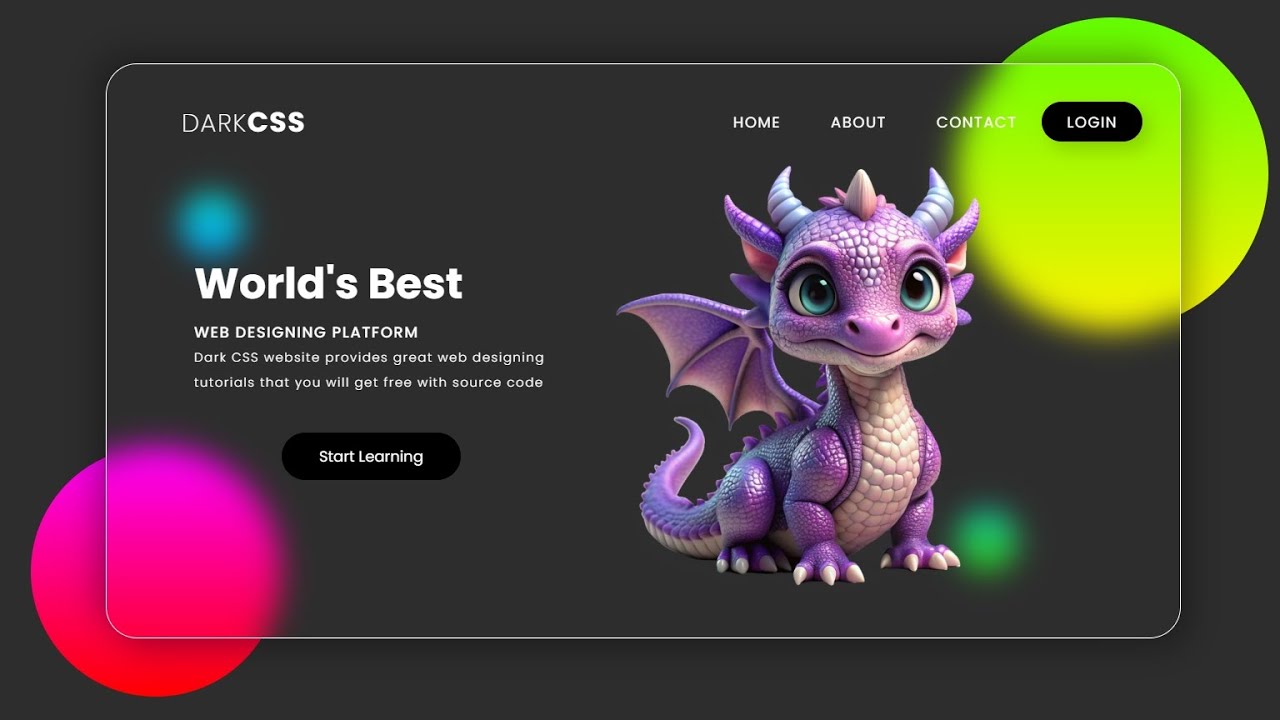 DARKCSS
HOME ABOUT CONTACT LOGIN
World's Best
WEB DESIGNING PLATFORM
Dark CSS website provides great web designing
tutorials that you will get free with source code
Start Learning